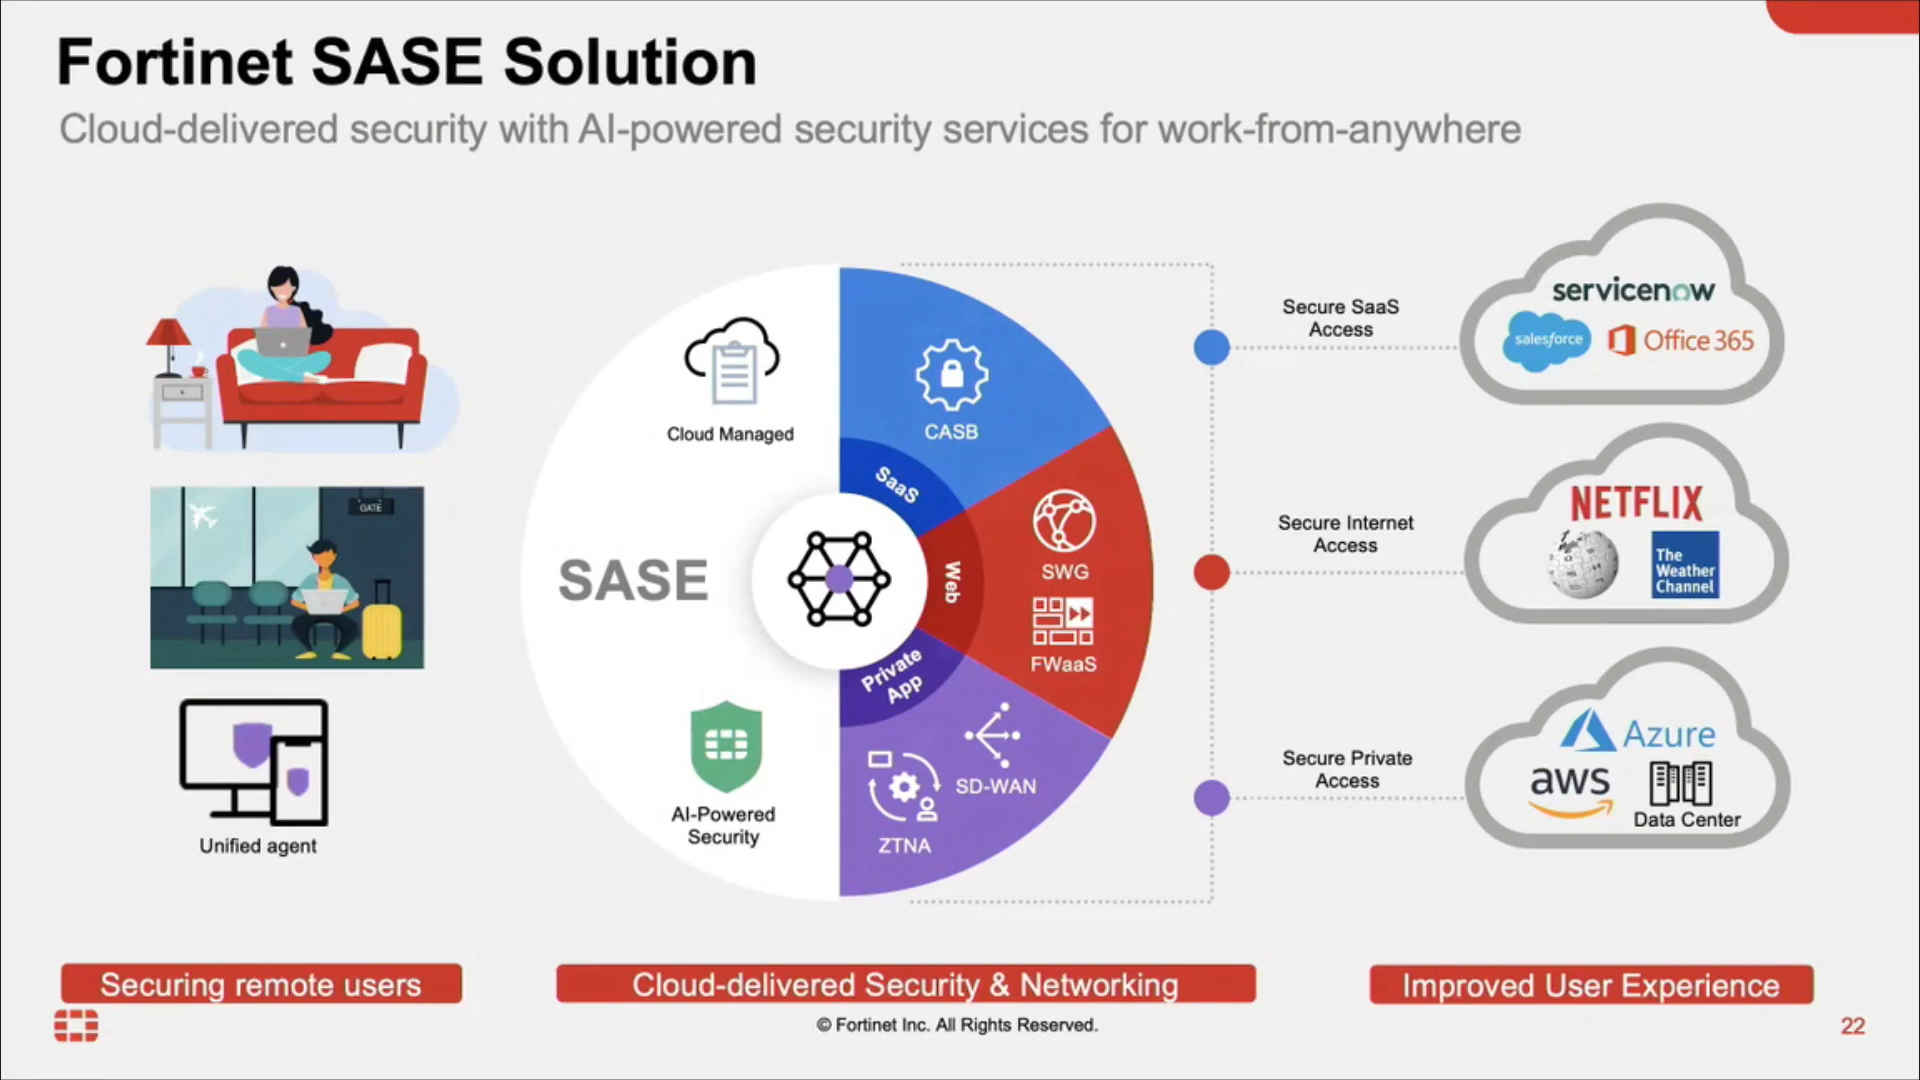 Fortinet SASE Solution
Cloud-delivered security with AI-powered security services for work-from-anywhere
GATE
Unified agent
Securing remote users
Cloud Managed
SASE
AI-Powered
Security
CASB
SaaS
SWG
Web
FWaaS
Private
App
SD-WAN
ZTNA
Cloud-delivered Security & Networking
Secure SaaS
Access
servicenow
salesforce
Office 365
Secure Internet
Access
NETFLIX
The
Weather
Channel
Secure Private
Access
Azure
aws
Data Center
Improved User Experience
© Fortinet Inc. All Rights Reserved.
22